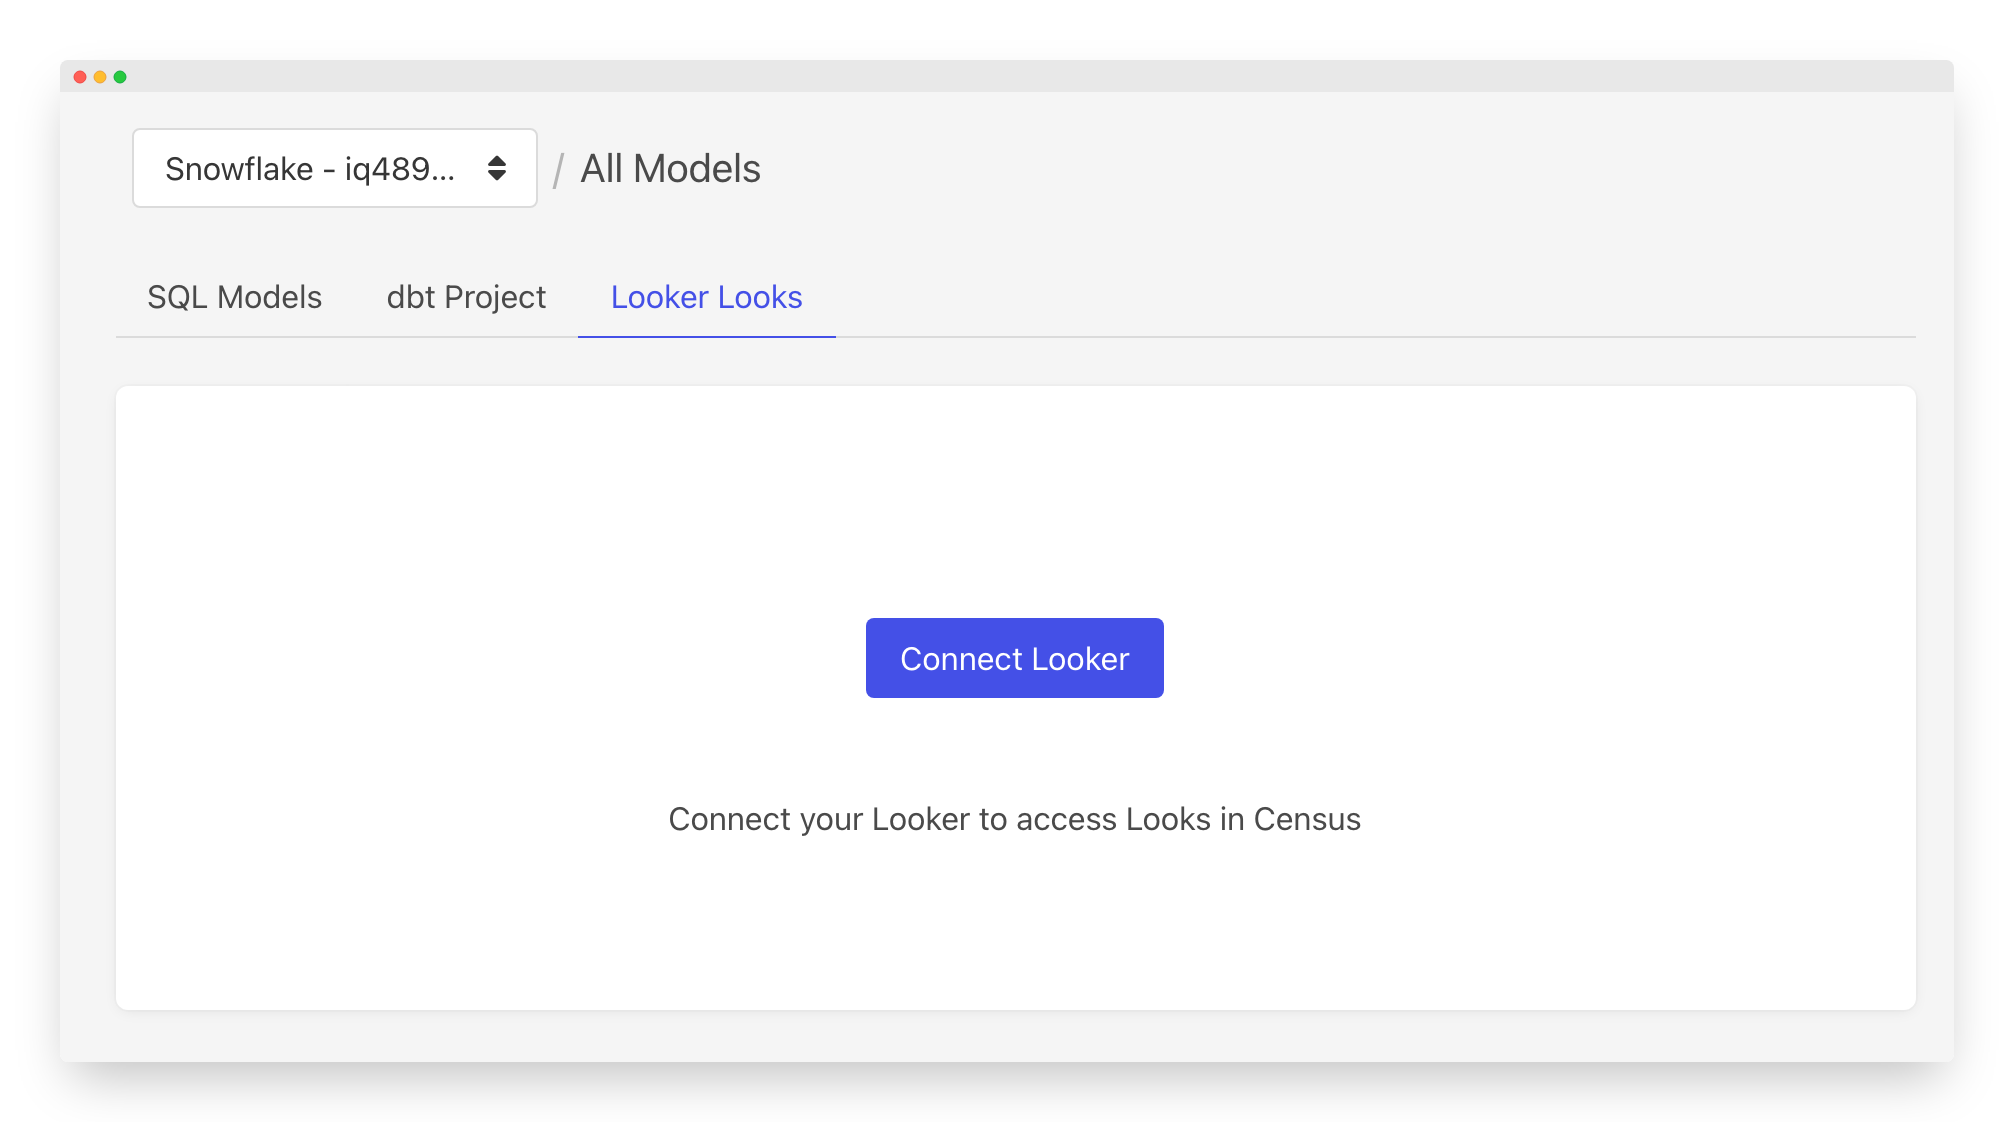 Snowflake - iq489... / All Models
SQL Models dbt Project Looker Looks
Connect Looker
Connect your Looker to access Looks in Census